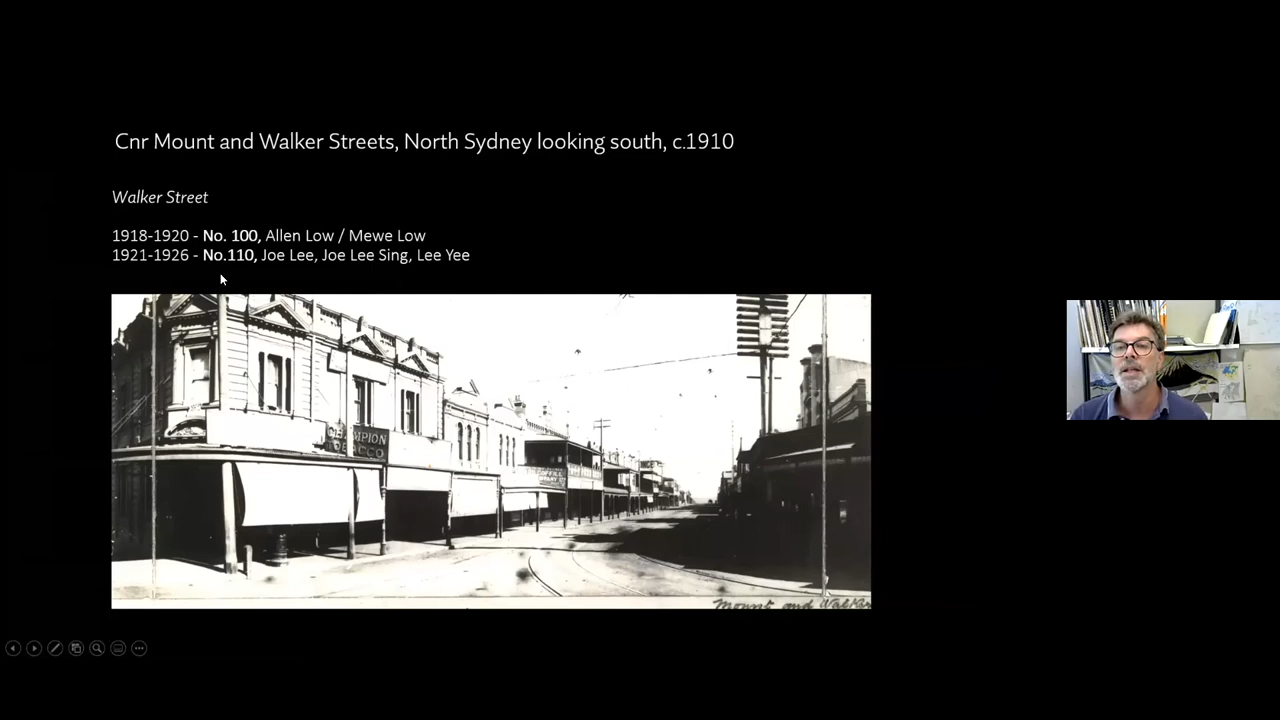 Cnr Mount and Walker Streets, North Sydney looking south, c.1910
Walker Street
1918-1920 - No. 100, Allen Low / Mewe Low
1921-1926 - No.110, Joe Lee, Joe Lee Sing, Lee Yee
CHAMPION
TOBACCO
Mount and Walker